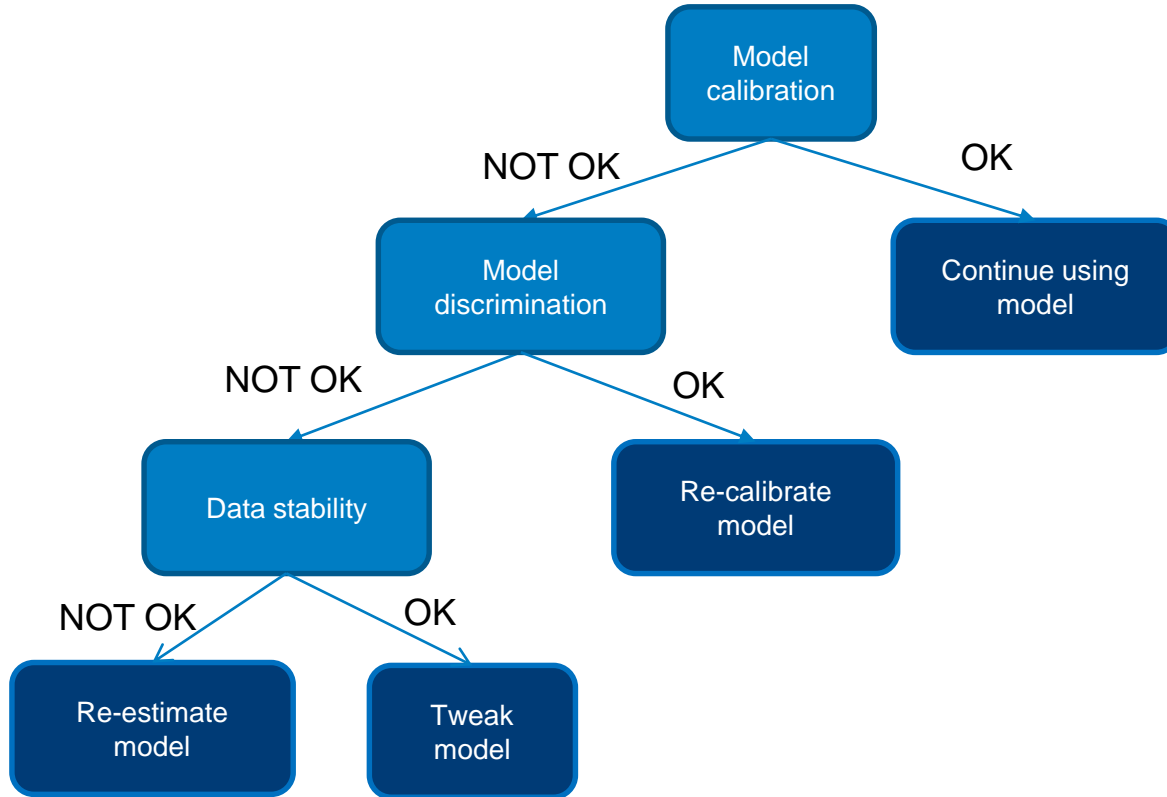 Model
calibration
NOT OK
OK
Model
discrimination
Continue using
model
NOT OK
OK
Data stability
Re-calibrate
model
NOT OK
OK
Re-estimate
model
Tweak
model